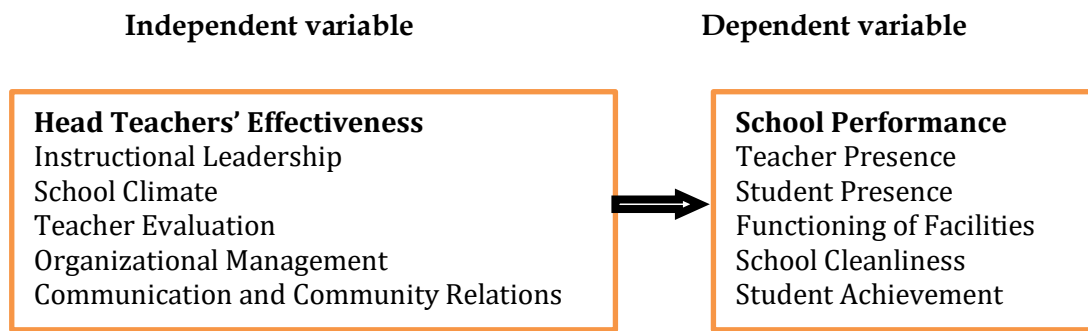 Independent variable
Dependent variable
Head Teachers’ Effectiveness
Instructional Leadership
School Climate
Teacher Evaluation
Organizational Management
Communication and Community Relations
School Performance
Teacher Presence
Student Presence
Functioning of Facilities
School Cleanliness
Student Achievement